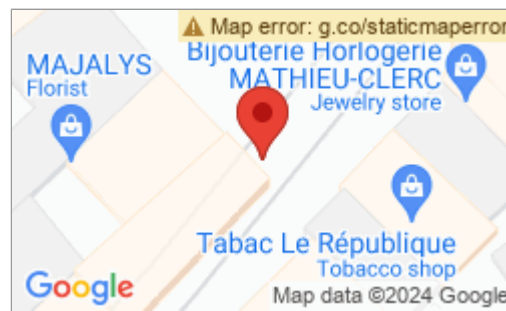 ⚠ Map error: g.co/staticmaperror
Bijouterie Horlogerie
MATHIEU-CLERC
Jewelry store
MAJALYS
Florist
Tabac Le République
Tobacco shop
Google
Map data ©2024 Google